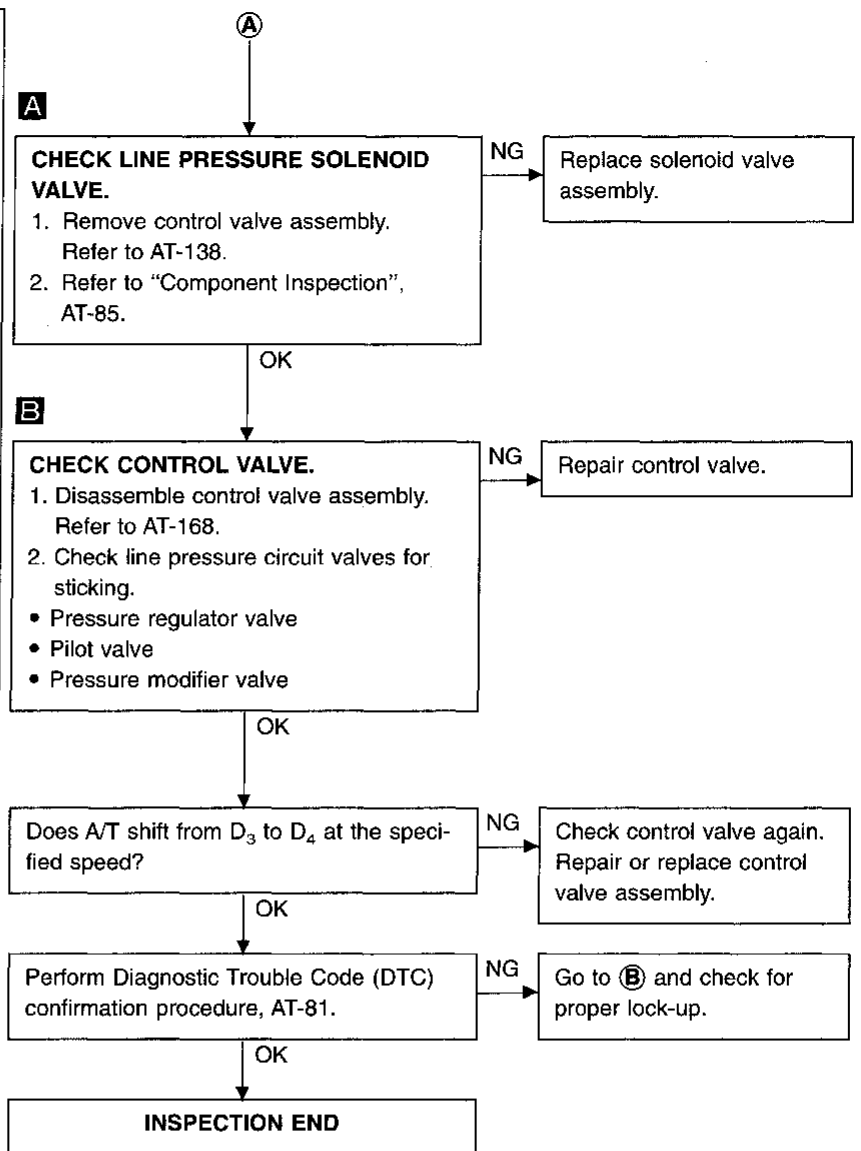 A
A
CHECK LINE PRESSURE SOLENOID
VALVE.
1. Remove control valve assembly.
Refer to AT-138.
2. Refer to “Component Inspection”,
AT-85.
NG
Replace solenoid valve
assembly.
OK
B
CHECK CONTROL VALVE.
1. Disassemble control valve assembly.
Refer to AT-168.
2. Check line pressure circuit valves for
sticking.
• Pressure regulator valve
• Pilot valve
• Pressure modifier valve
NG
Repair control valve.
OK
Does A/T shift from D₃ to D₄ at the speci-
fied speed?
NG
Check control valve again.
Repair or replace control
valve assembly.
OK
Perform Diagnostic Trouble Code (DTC)
confirmation procedure, AT-81.
NG
Go to Ⓑ and check for
proper lock-up.
OK
INSPECTION END